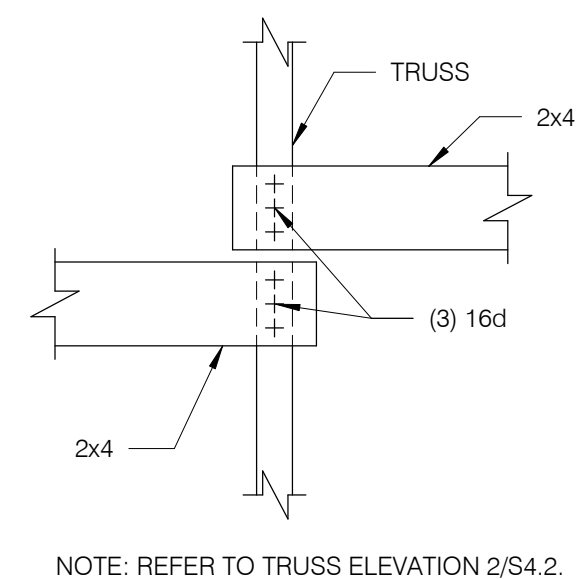 TRUSS
2x4
(3) 16d
2x4
NOTE: REFER TO TRUSS ELEVATION 2/S4.2.